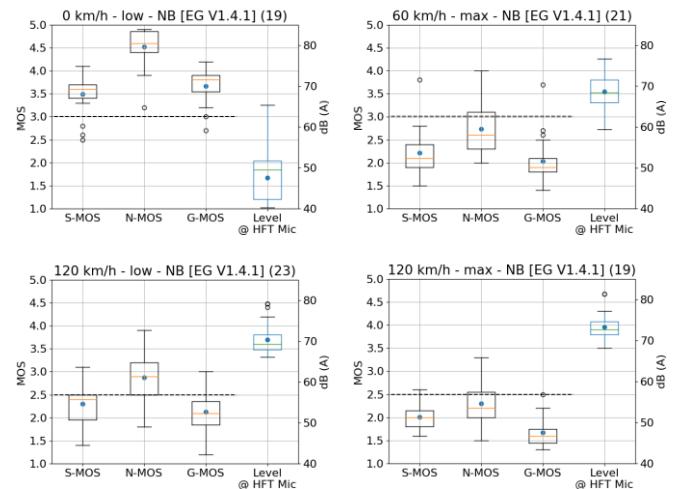 0 km/h - low - NB [EG V1.4.1] (19)
5.0
4.5
4.0
3.5
3.0
2.5
2.0
1.5
1.0
MOS
80
70
60
50
40
dB (A)
S-MOS N-MOS G-MOS Level
@ HFT Mic
60 km/h - max - NB [EG V1.4.1] (21)
5.0
4.5
4.0
3.5
3.0
2.5
2.0
1.5
1.0
MOS
80
70
60
50
40
dB (A)
S-MOS N-MOS G-MOS Level
@ HFT Mic
120 km/h - low - NB [EG V1.4.1] (23)
5.0
4.5
4.0
3.5
3.0
2.5
2.0
1.5
1.0
MOS
80
70
60
50
40
dB (A)
S-MOS N-MOS G-MOS Level
@ HFT Mic
120 km/h - max - NB [EG V1.4.1] (19)
5.0
4.5
4.0
3.5
3.0
2.5
2.0
1.5
1.0
MOS
80
70
60
50
40
dB (A)
S-MOS N-MOS G-MOS Level
@ HFT Mic